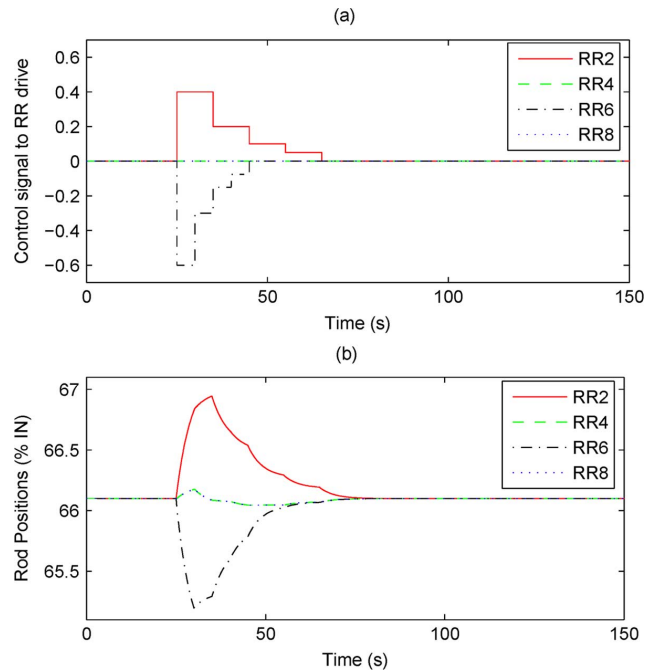 (a)
Control signal to RR drive
0.6
0.4
0.2
0
−0.2
−0.4
−0.6
RR2
RR4
RR6
RR8
0
50
100
150
Time (s)
(b)
Rod Positions (% IN)
67
66.5
66
65.5
RR2
RR4
RR6
RR8
0
50
100
150
Time (s)